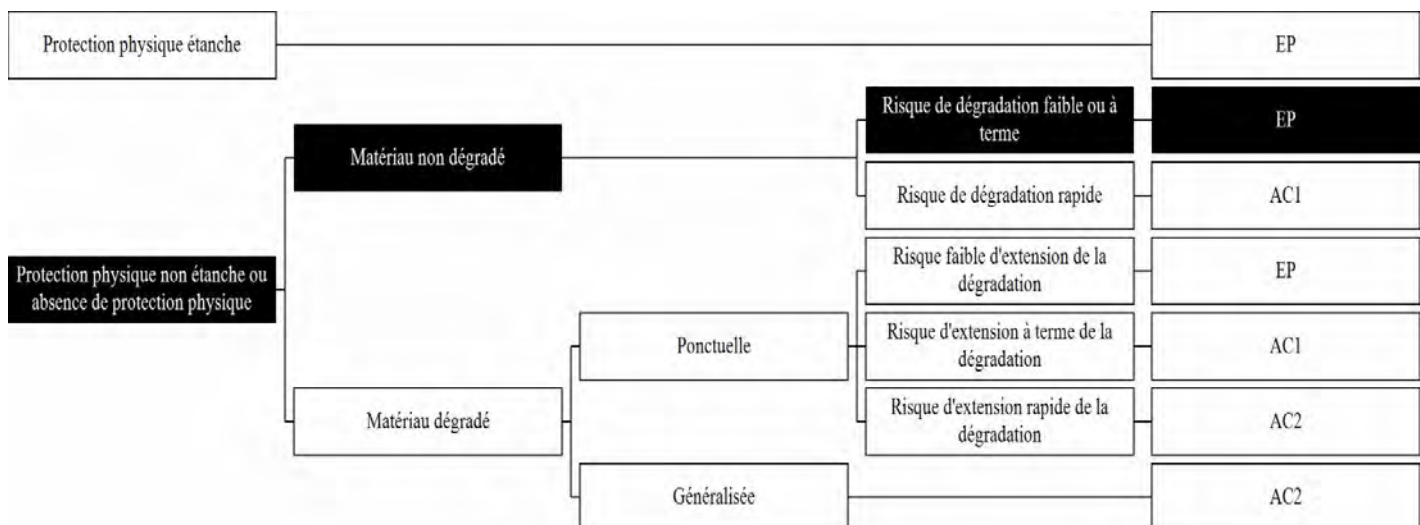 Protection physique étanche
EP
Risque de dégradation faible ou à
terme
EP
Matériau non dégradé
Risque de dégradation rapide
AC1
Protection physique non étanche ou
absence de protection physique
Risque faible d'extension de la
dégradation
EP
Ponctuelle
Risque d'extension à terme de la
dégradation
AC1
Matériau dégradé
Risque d'extension rapide de la
dégradation
AC2
Généralisée
AC2